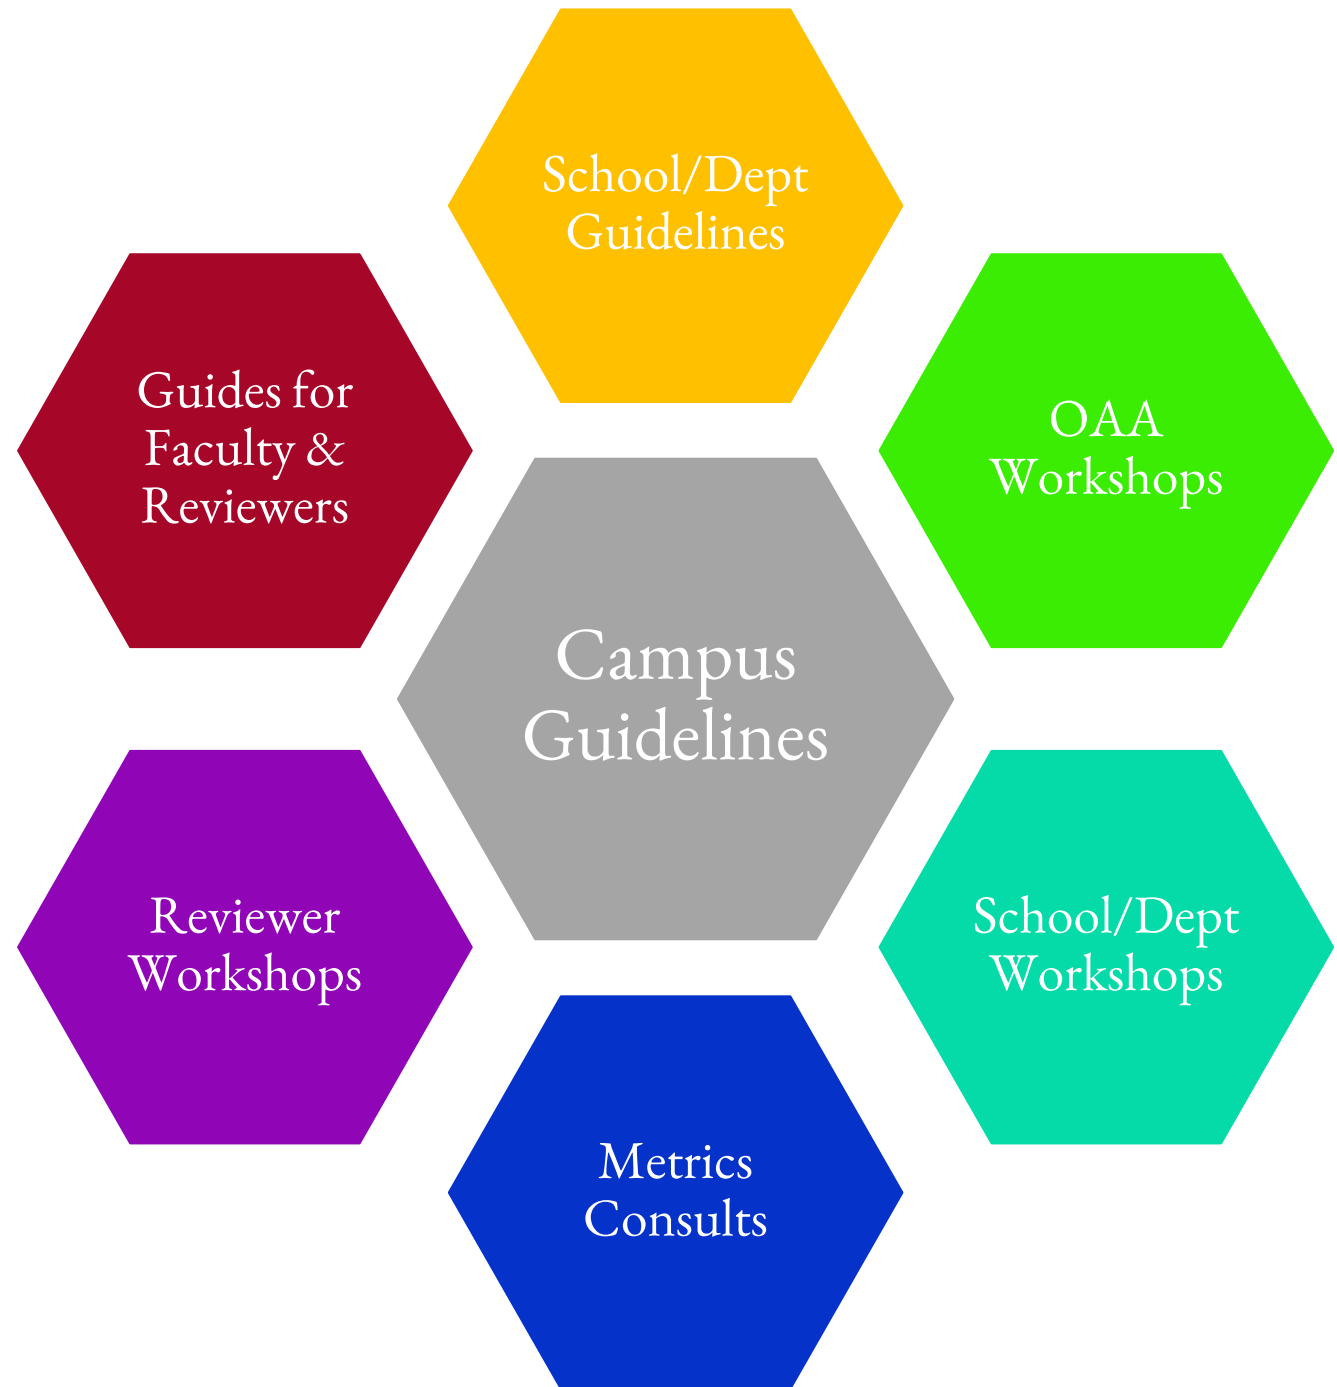 School/Dept
Guidelines
Guides for
Faculty &
Reviewers
OAA
Workshops
Campus
Guidelines
Reviewer
Workshops
School/Dept
Workshops
Metrics
Consults